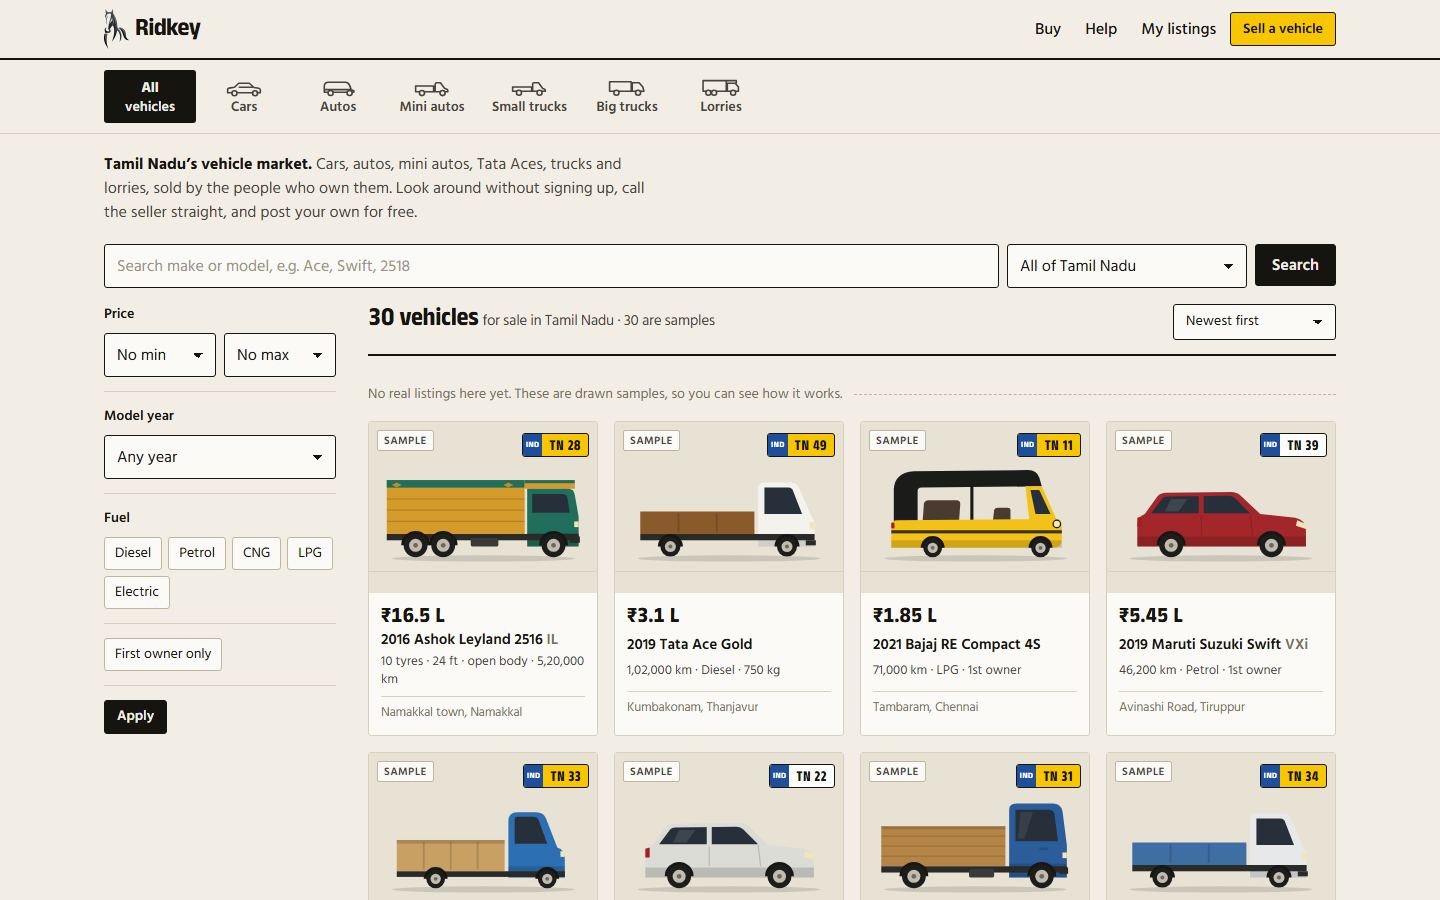 Ridkey
Buy
Help
My listings
Sell a vehicle
All
vehicles
Cars
Autos
Mini autos
Small trucks
Big trucks
Lorries
Tamil Nadu’s vehicle market. Cars, autos, mini autos, Tata Aces, trucks and
lorries, sold by the people who own them. Look around without signing up, call
the seller straight, and post your own for free.
Search make or model, e.g. Ace, Swift, 2518
All of Tamil Nadu
Search
Price
No min
No max
Model year
Any year
Fuel
Diesel
Petrol
CNG
LPG
Electric
First owner only
Apply
30 vehicles for sale in Tamil Nadu · 30 are samples
Newest first
No real listings here yet. These are drawn samples, so you can see how it works.
SAMPLE
IND TN 28
₹16.5 L
2016 Ashok Leyland 2516 IL
10 tyres · 24 ft · open body · 5,20,000
km
Namakkal town, Namakkal
SAMPLE
IND TN 49
₹3.1 L
2019 Tata Ace Gold
1,02,000 km · Diesel · 750 kg
Kumbakonam, Thanjavur
SAMPLE
IND TN 11
₹1.85 L
2021 Bajaj RE Compact 4S
71,000 km · LPG · 1st owner
Tambaram, Chennai
SAMPLE
IND TN 39
₹5.45 L
2019 Maruti Suzuki Swift VXi
46,200 km · Petrol · 1st owner
Avinashi Road, Tiruppur
SAMPLE
IND TN 33
SAMPLE
IND TN 22
SAMPLE
IND TN 31
SAMPLE
IND TN 34